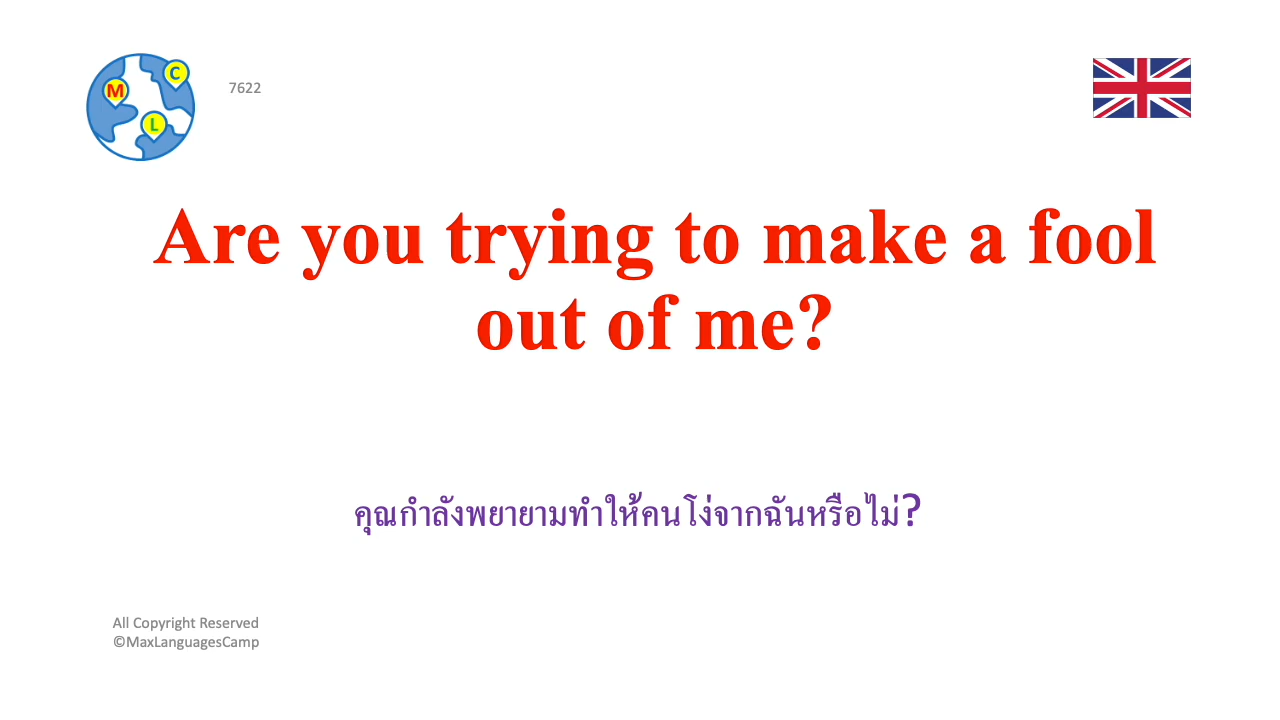 M
C
L
7622
Are you trying to make a fool
out of me?
คุณกำลังพยายามทำให้คนโง่จากฉันหรือไม่?
All Copyright Reserved
©MaxLanguagesCamp